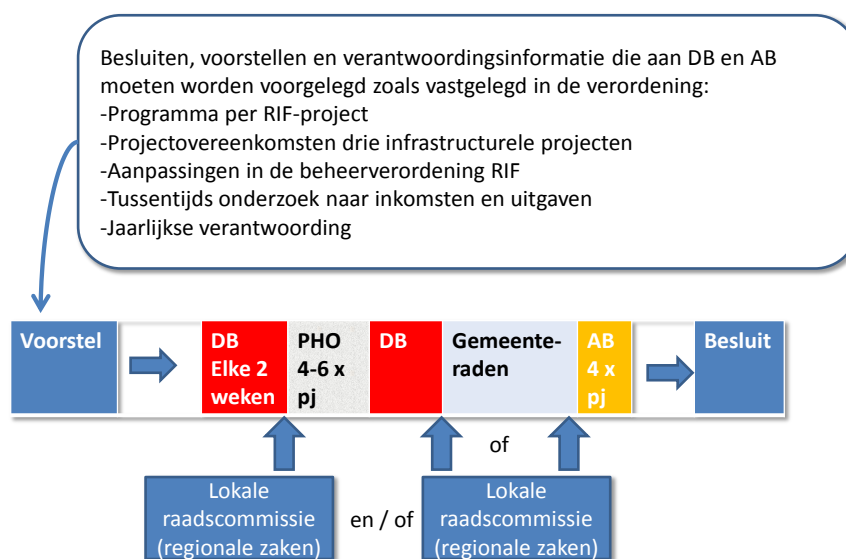 Besluiten, voorstellen en verantwoordingsinformatie die aan DB en AB
moeten worden voorgelegd zoals vastgelegd in de verordening:
-Programma per RIF-project
-Projectovereenkomsten drie infrastructurele projecten
-Aanpassingen in de beheerverordening RIF
-Tussentijds onderzoek naar inkomsten en uitgaven
-Jaarlijkse verantwoording
Voorstel
DB
Elke 2
weken
PHO
4-6 x
pj
DB
Gemeente-
raden
AB
4 x
pj
Besluit
of
Lokale
raadscommissie
(regionale zaken)
en / of
Lokale
raadscommissie
(regionale zaken)